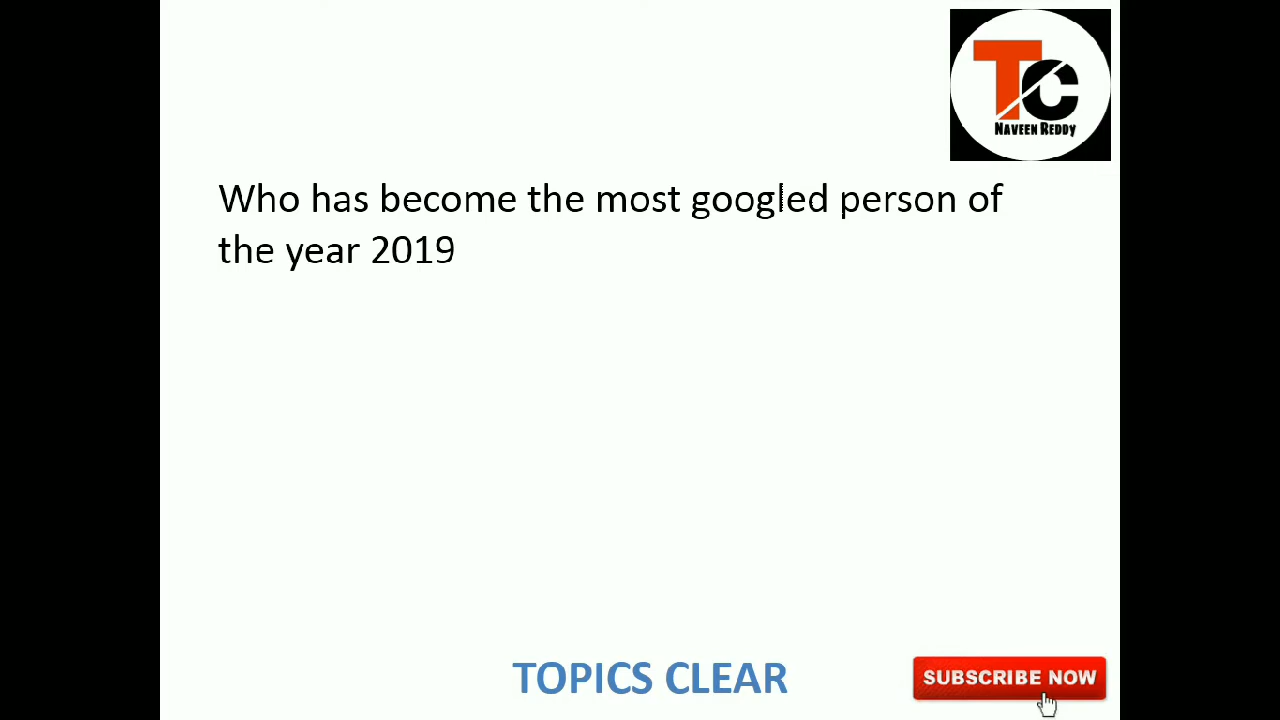 TC
NAVEEN REDDY
Who has become the most googled person of
the year 2019
TOPICS CLEAR
SUBSCRIBE NOW